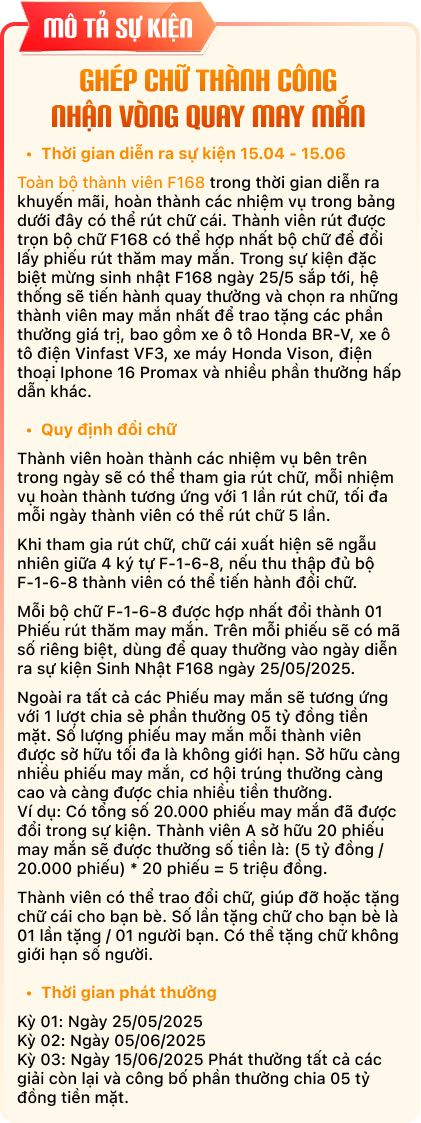 MÔ TẢ SỰ KIỆN
GHÉP CHỮ THÀNH CÔNG
NHẬN VÒNG QUAY MAY MẮN
• Thời gian diễn ra sự kiện 15.04 - 15.06
Toàn bộ thành viên F168 trong thời gian diễn ra
khuyến mãi, hoàn thành các nhiệm vụ trong bảng
dưới đây có thể rút chữ cái. Thành viên rút được
trọn bộ chữ F168 có thể hợp nhất bộ chữ để đổi
lấy phiếu rút thăm may mắn. Trong sự kiện đặc
biệt mừng sinh nhật F168 ngày 25/5 sắp tới, hệ
thống sẽ tiến hành quay thưởng và chọn ra những
thành viên may mắn nhất để trao tặng các phần
thưởng giá trị, bao gồm xe ô tô Honda BR-V, xe ô
tô điện Vinfast VF3, xe máy Honda Vison, điện
thoại Iphone 16 Promax và nhiều phần thưởng hấp
dẫn khác.
• Quy định đổi chữ
Thành viên hoàn thành các nhiệm vụ bên trên
trong ngày sẽ có thể tham gia rút chữ, mỗi nhiệm
vụ hoàn thành tương ứng với 1 lần rút chữ, tối đa
mỗi ngày thành viên có thể rút chữ 5 lần.
Khi tham gia rút chữ, chữ cái xuất hiện sẽ ngẫu
nhiên giữa 4 ký tự F-1-6-8, nếu thu thập đủ bộ
F-1-6-8 thành viên có thể tiến hành đổi chữ.
Mỗi bộ chữ F-1-6-8 được hợp nhất đổi thành 01
Phiếu rút thăm may mắn. Trên mỗi phiếu sẽ có mã
số riêng biệt, dùng để quay thưởng vào ngày diễn
ra sự kiện Sinh Nhật F168 ngày 25/05/2025.
Ngoài ra tất cả các Phiếu may mắn sẽ tương ứng
với 1 lượt chia sẻ phần thưởng 05 tỷ đồng tiền
mặt. Số lượng phiếu may mắn mỗi thành viên
được sở hữu tối đa là không giới hạn. Sở hữu càng
nhiều phiếu may mắn, cơ hội trúng thưởng càng
cao và càng được chia nhiều tiền thưởng.
Ví dụ: Có tổng số 20.000 phiếu may mắn đã được
đổi trong sự kiện. Thành viên A sở hữu 20 phiếu
may mắn sẽ được thưởng số tiền là: (5 tỷ đồng /
20.000 phiếu) * 20 phiếu = 5 triệu đồng.
Thành viên có thể trao đổi chữ, giúp đỡ hoặc tặng
chữ cái cho bạn bè. Số lần tặng chữ cho bạn bè là
01 lần tặng / 01 người bạn. Có thể tặng chữ không
giới hạn số người.
• Thời gian phát thưởng
Kỳ 01: Ngày 25/05/2025
Kỳ 02: Ngày 05/06/2025
Kỳ 03: Ngày 15/06/2025 Phát thưởng tất cả các
giải còn lại và công bố phần thưởng chia 05 tỷ
đồng tiền mặt.